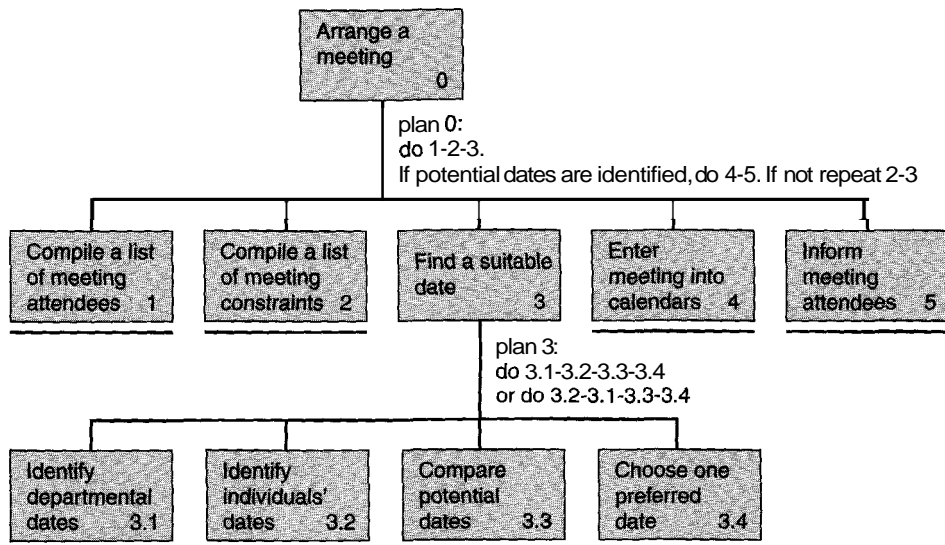 Arrange a
meeting
0
plan 0:
do 1-2-3.
If potential dates are identified, do 4-5. If not repeat 2-3
Compile a list
of meeting
attendees 1
Compile a list
of meeting
constraints 2
Find a suitable
date
3
Enter
meeting into
calendars 4
Inform
meeting
attendees 5
plan 3:
do 3.1-3.2-3.3-3.4
or do 3.2-3.1-3.3-3.4
Identify
departmental
dates 3.1
Identify
individuals'
dates 3.2
Compare
potential
dates 3.3
Choose one
preferred
date 3.4